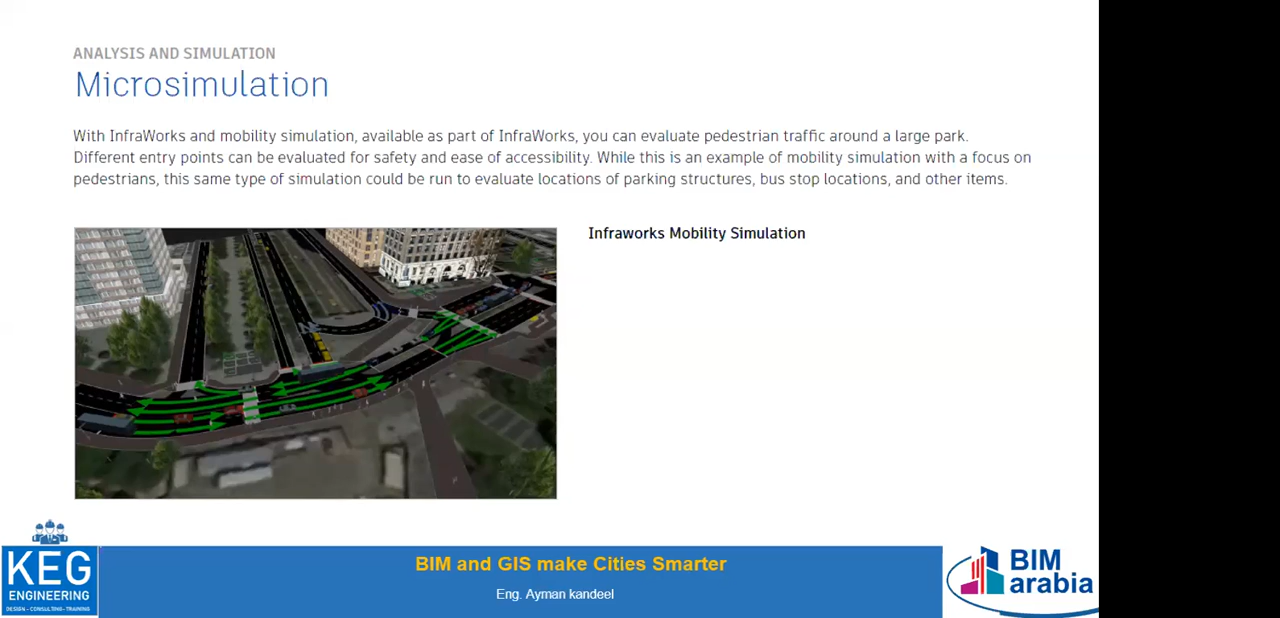 ANALYSIS AND SIMULATION
Microsimulation
With InfraWorks and mobility simulation, available as part of InfraWorks, you can evaluate pedestrian traffic around a large park.
Different entry points can be evaluated for safety and ease of accessibility. While this is an example of mobility simulation with a focus on
pedestrians, this same type of simulation could be run to evaluate locations of parking structures, bus stop locations, and other items.
Infraworks Mobility Simulation
KEG
ENGINEERING
DESIGN - CONSULTING - TRAINING
BIM and GIS make Cities Smarter
Eng. Ayman kandeel
BIM
arabia